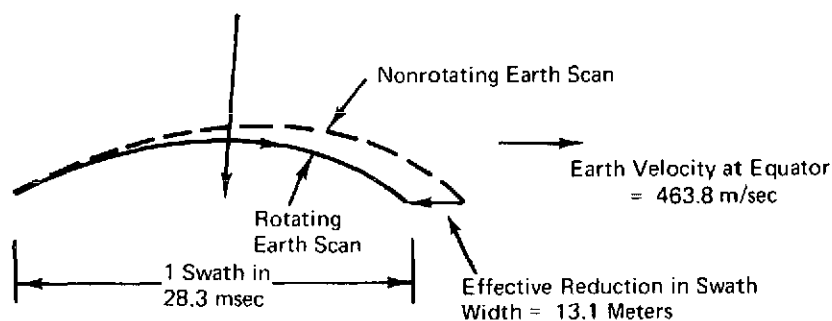 Nonrotating Earth Scan
Earth Velocity at Equator
= 463.8 m/sec
Rotating
Earth Scan
1 Swath in
28.3 msec
Effective Reduction in Swath
Width = 13.1 Meters